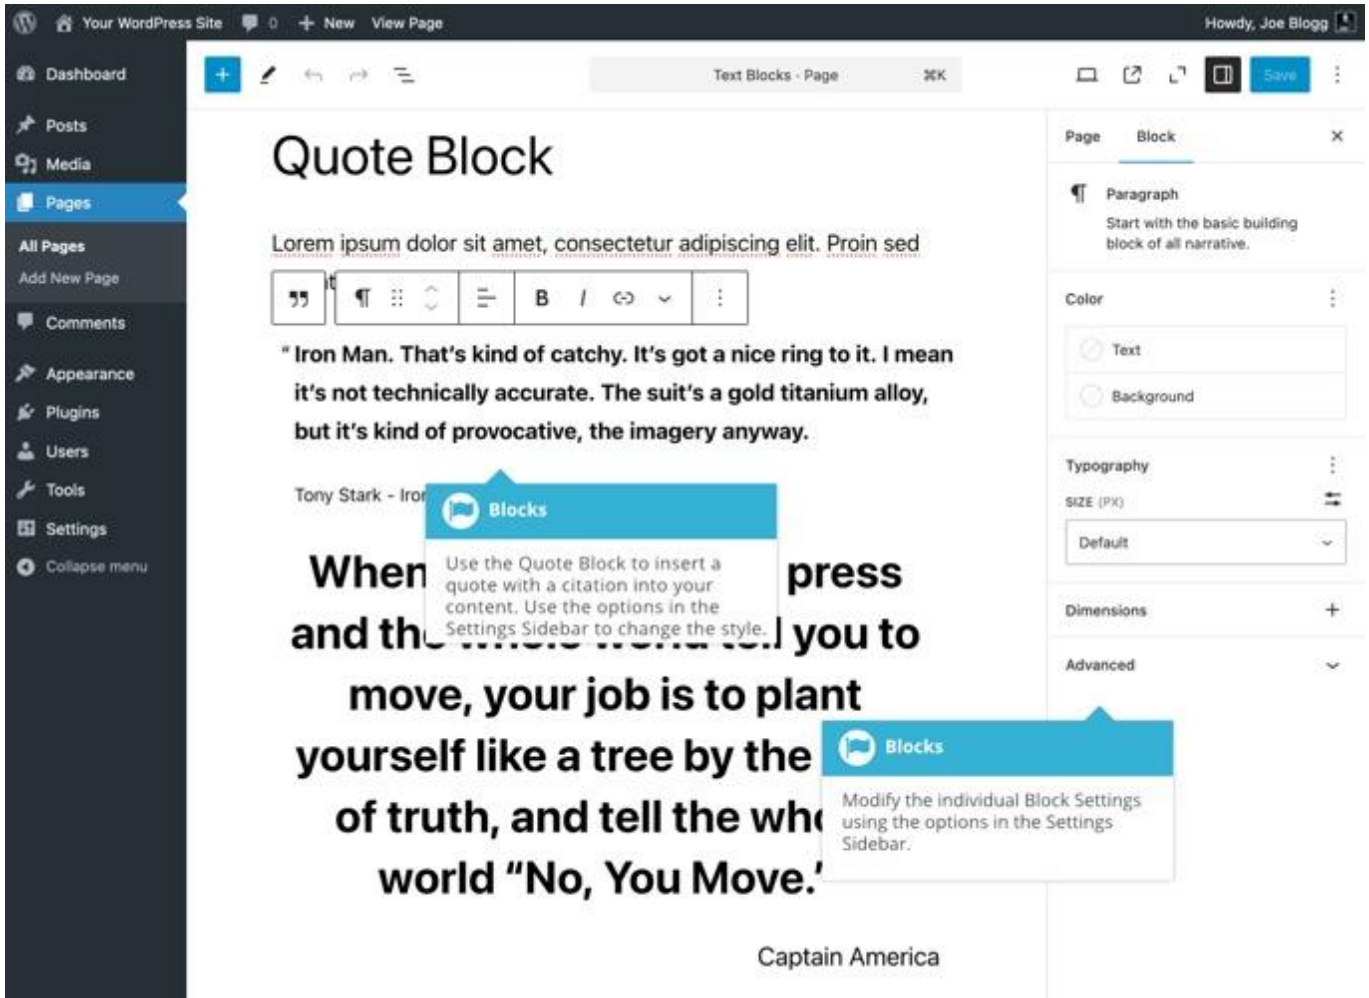 Your WordPress Site 0 + New View Page Howdy, Joe Blogg
Dashboard
Posts
Media
Pages
All Pages
Add New Page
Comments
Appearance
Plugins
Users
Tools
Settings
Collapse menu
Text Blocks · Page ⌘K
Save
Quote Block
Lorem ipsum dolor sit amet, consectetur adipiscing elit. Proin sed
B I
“ Iron Man. That’s kind of catchy. It’s got a nice ring to it. I mean
it’s not technically accurate. The suit’s a gold titanium alloy,
but it’s kind of provocative, the imagery anyway.
Tony Stark - Iro
Blocks
Use the Quote Block to insert a
quote with a citation into your
content. Use the options in the
Settings Sidebar to change the style.
When press
and th you to
move, your job is to plant
yourself like a tree by the
of truth, and tell the who
world “No, You Move.”
Captain America
Page Block
Paragraph
Start with the basic building
block of all narrative.
Color
Text
Background
Typography
SIZE (PX)
Default
Dimensions
Advanced
Blocks
Modify the individual Block Settings
using the options in the Settings
Sidebar.